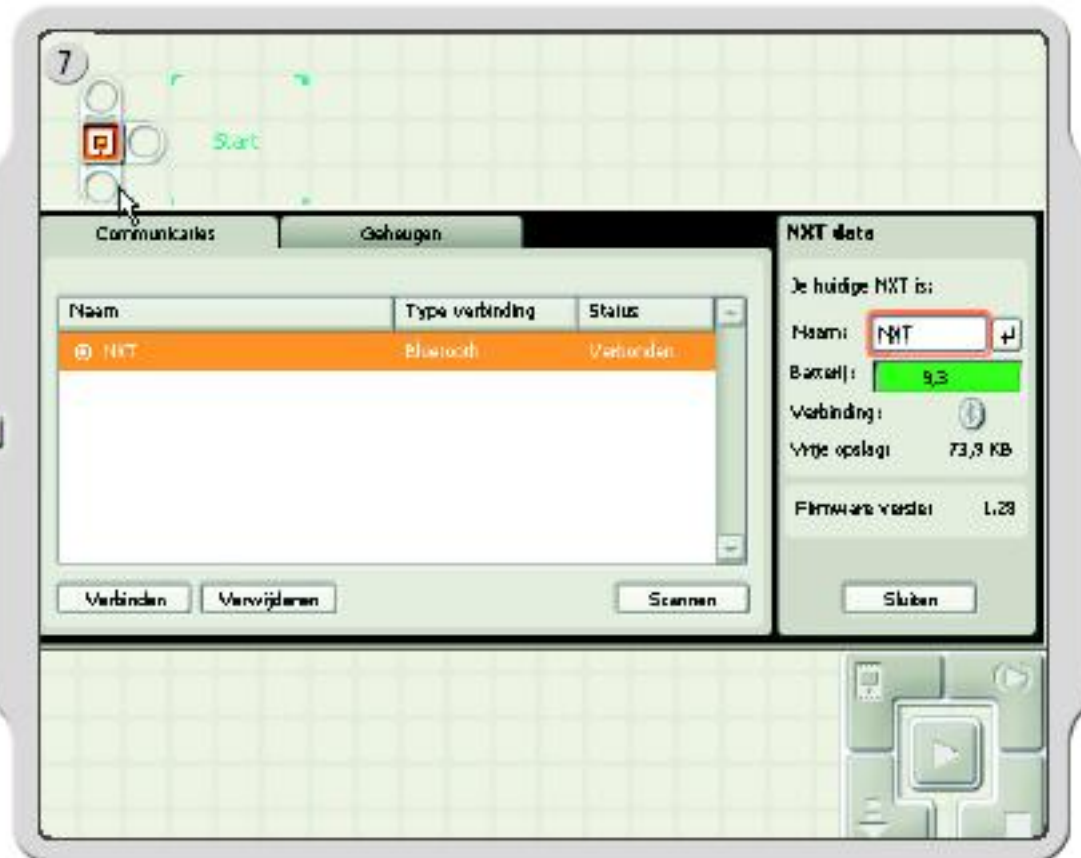 7
Start
Communicaties Geheugen
Naam Type verbinding Status
NXT Bluetooth Verbonden
Verbinden Verwijderen Scannen
NXT data
Je huidige NXT is:
Naam: NXT
Batterij: 9,3
Verbinding:
Vrije opslag: 73,9 KB
Firmware versie: 1.28
Sluiten